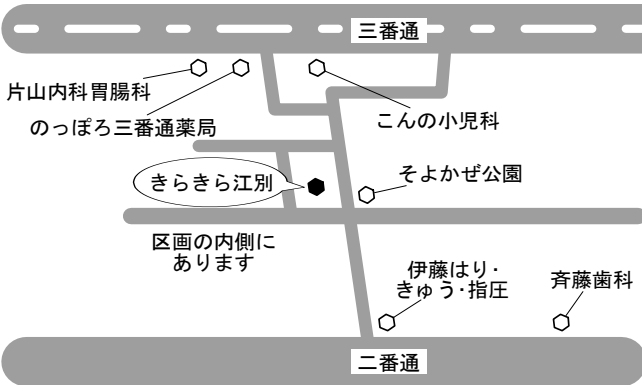 三番通
片山内科胃腸科
のっぽろ三番通薬局
こんの小児科
きらきら江別
そよかぜ公園
区画の内側に
あります
伊藤はり・
きゅう・指圧
斉藤歯科
二番通